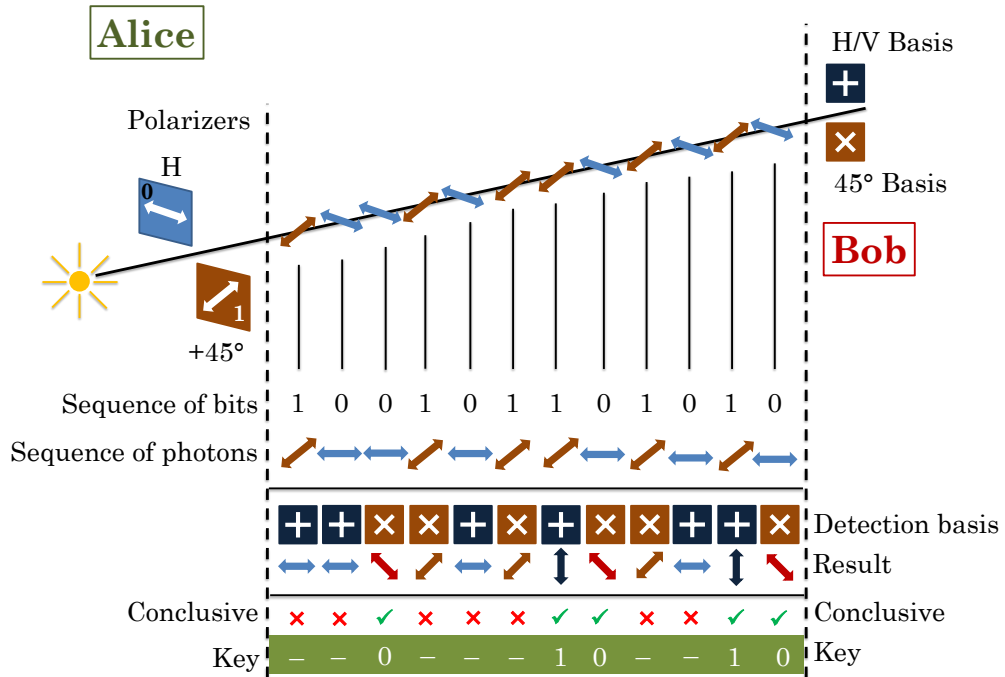 Alice
H/V Basis
Polarizers
H
0
45° Basis
Bob
1
+45°
Sequence of bits 1 0 0 1 0 1 1 0 1 0 1 0
Sequence of photons
Detection basis
Result
Conclusive × × ✓ × × × ✓ ✓ × × ✓ ✓ Conclusive
Key – – 0 – – – 1 0 – – 1 0 Key